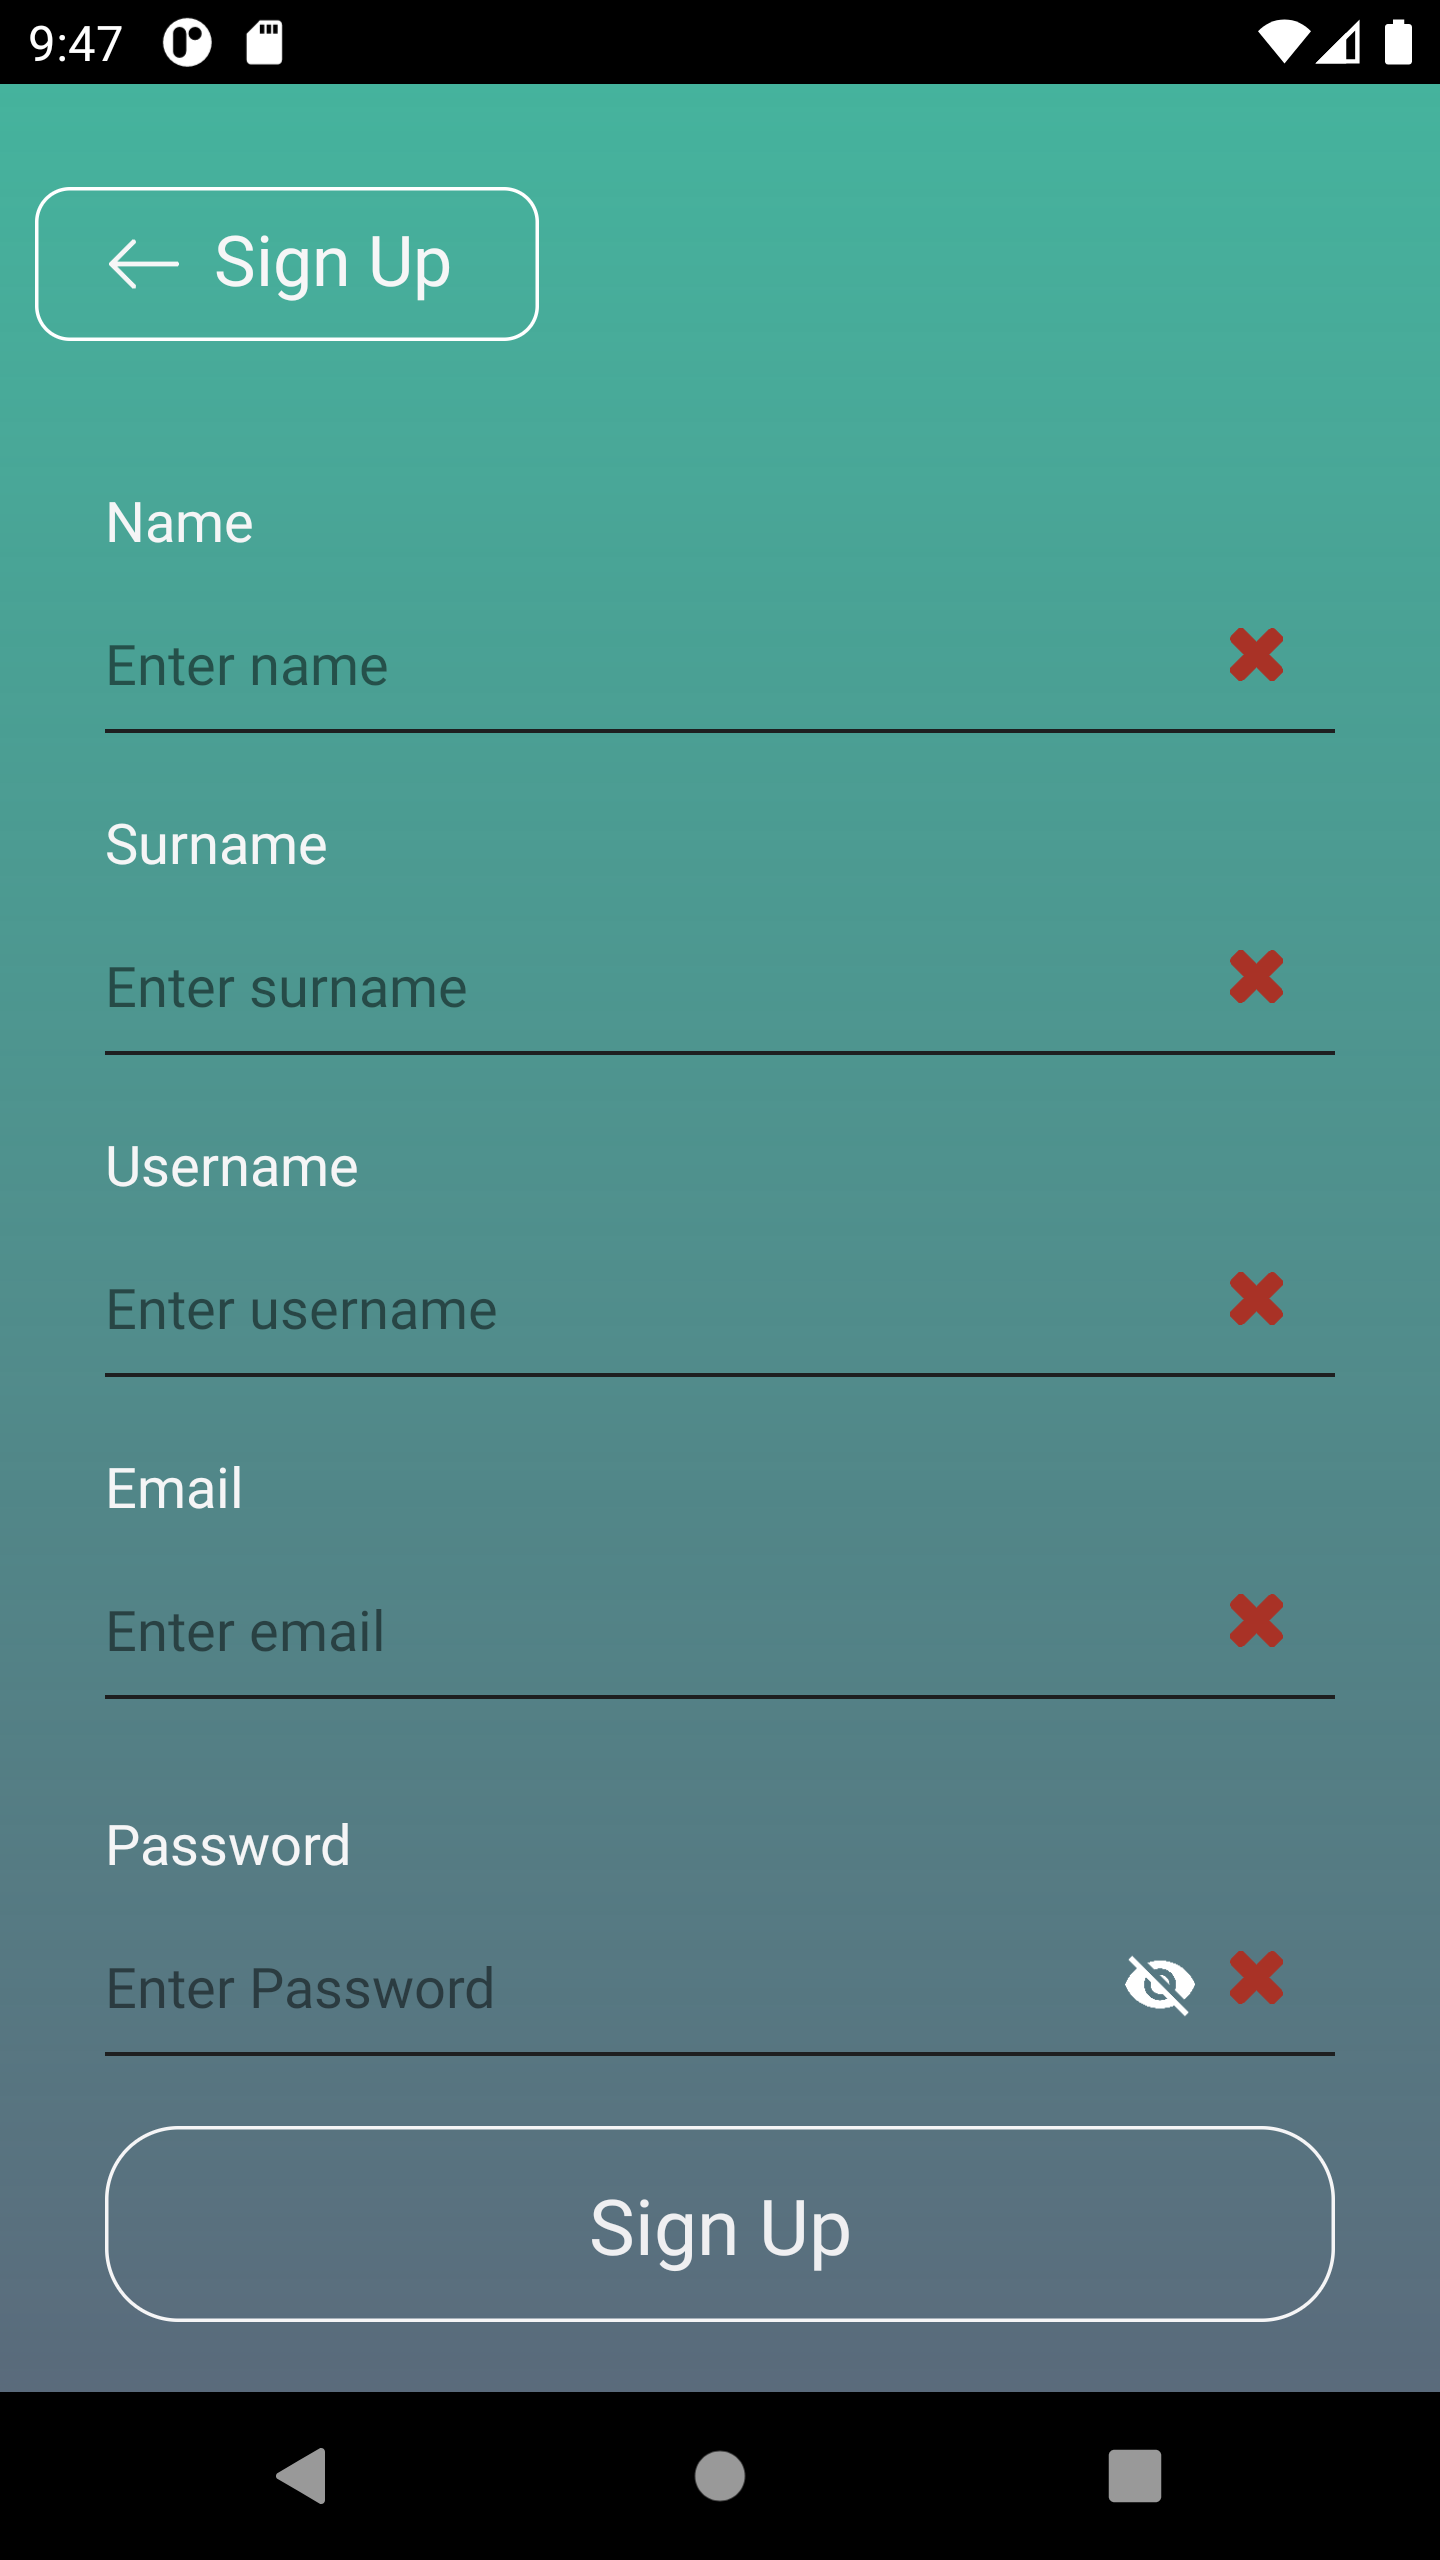 9:47
Sign Up
Name
Enter name
Surname
Enter surname
Username
Enter username
Email
Enter email
Password
Enter Password
Sign Up